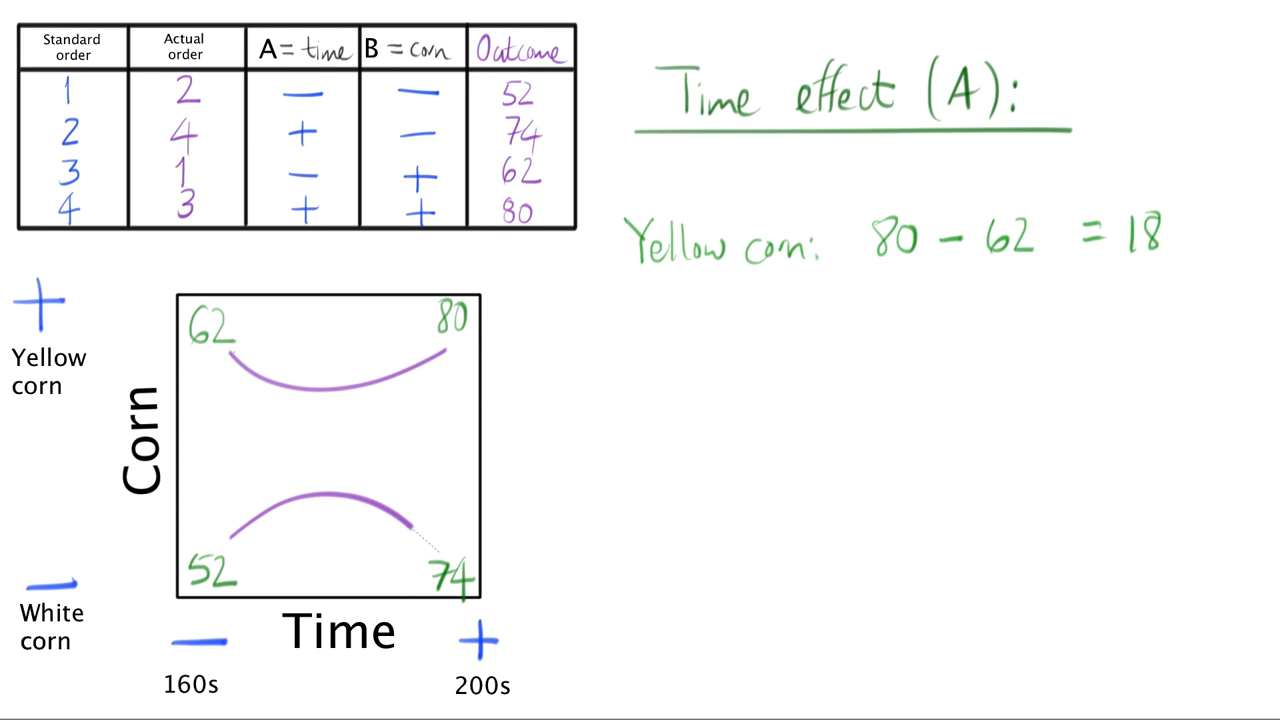 Standard order Actual order A = time B = corn Outcome
1 2 − − 52
2 4 + − 74
3 1 − + 62
4 3 + + 80
Time effect (A):
Yellow corn: 80 − 62 = 18
+
Yellow
corn
62 80
Corn
52 74
−
White
corn
− Time +
160s 200s